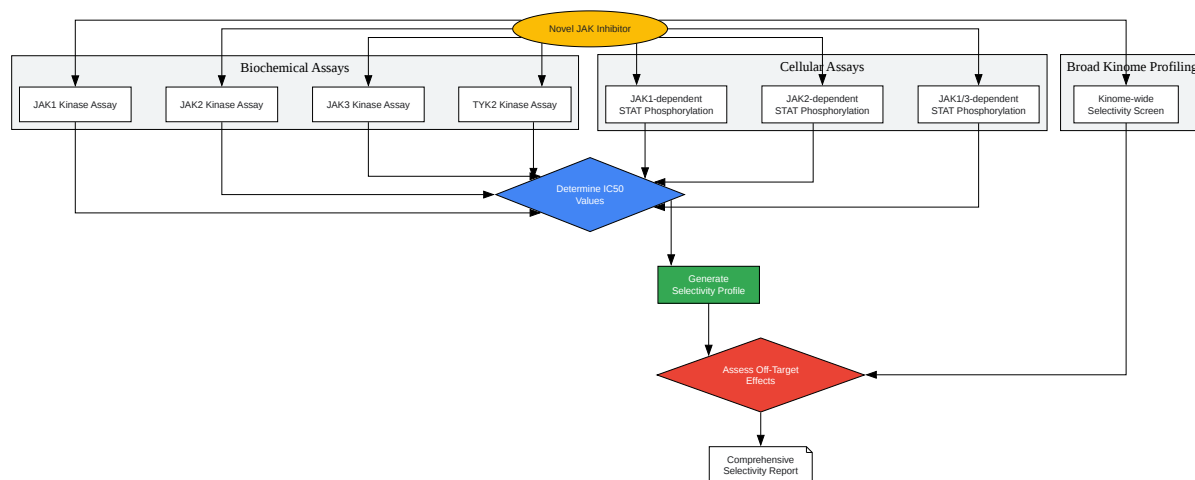 Novel JAK Inhibitor
Biochemical Assays
Cellular Assays
Broad Kinome Profiling
JAK1 Kinase Assay
JAK2 Kinase Assay
JAK3 Kinase Assay
TYK2 Kinase Assay
JAK1-dependent
STAT Phosphorylation
JAK2-dependent
STAT Phosphorylation
JAK1/3-dependent
STAT Phosphorylation
Kinome-wide
Selectivity Screen
Determine IC50
Values
Generate
Selectivity Profile
Assess Off-Target
Effects
Comprehensive
Selectivity Report